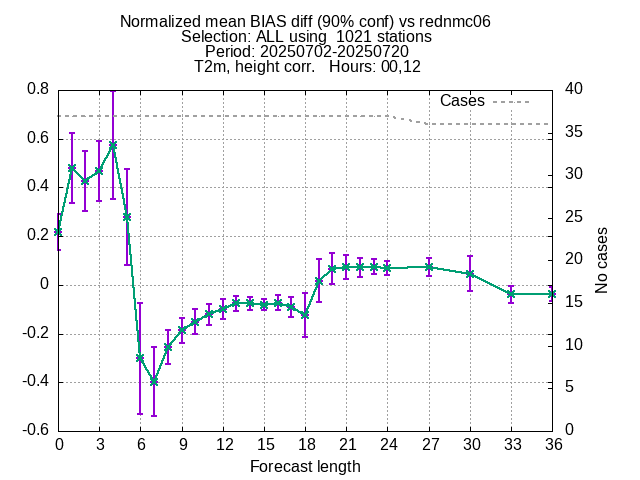 Normalized mean BIAS diff (90% conf) vs rednmc06
Selection: ALL using  1021 stations
Period: 20250702-20250720
T2m, height corr.   Hours: 00,12
Cases
0.8
0.6
0.4
0.2
0
-0.2
-0.4
-0.6
40
35
30
25
20
15
10
5
0
No cases
0 3 6 9 12 15 18 21 24 27 30 33 36
Forecast length